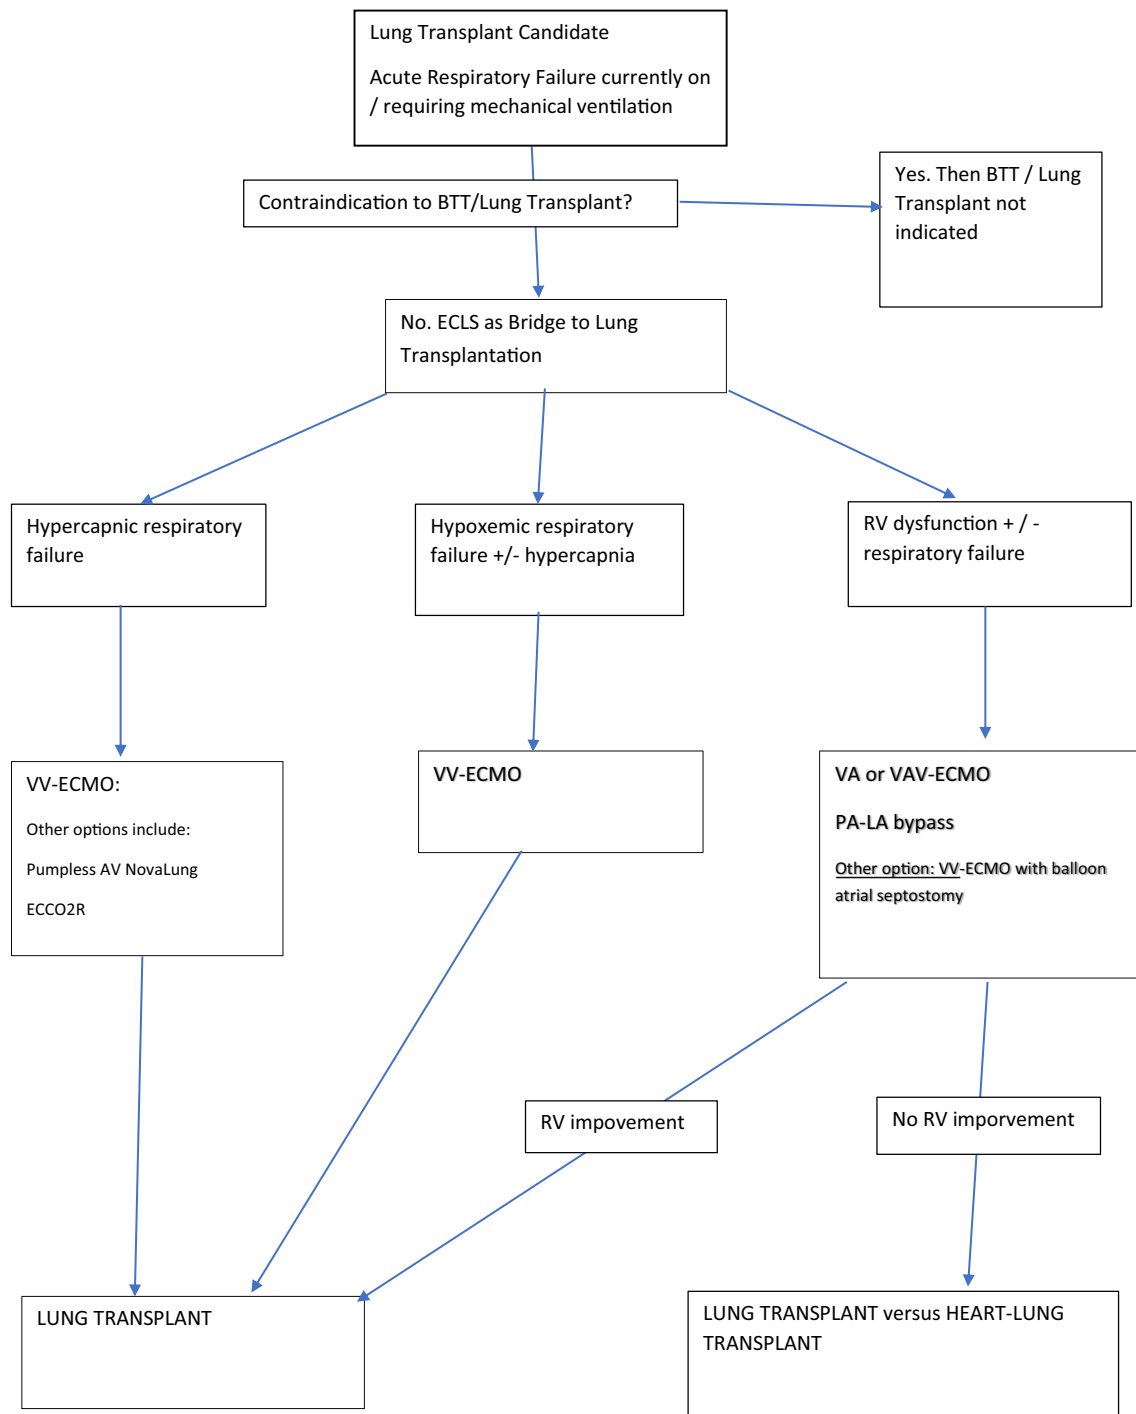 Lung Transplant Candidate
Acute Respiratory Failure currently on
/ requiring mechanical ventilation
Contraindication to BTT/Lung Transplant?
Yes. Then BTT / Lung
Transplant not
indicated
No. ECLS as Bridge to Lung
Transplantation
Hypercapnic respiratory
failure
Hypoxemic respiratory
failure +/- hypercapnia
RV dysfunction + / -
respiratory failure
VV-ECMO:
Other options include:
Pumpless AV NovaLung
ECCO2R
VV-ECMO
VA or VAV-ECMO
PA-LA bypass
Other option: VV-ECMO with balloon
atrial septostomy
RV impovement
No RV imporvement
LUNG TRANSPLANT
LUNG TRANSPLANT versus HEART-LUNG
TRANSPLANT